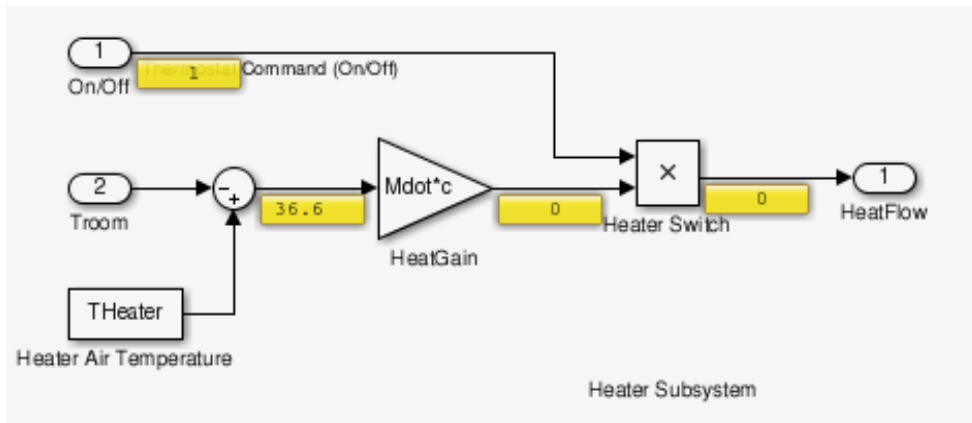 1
On/Off
1
Thermostat Command (On/Off)
2
Troom
-
+
36.6
Mdot*c
HeatGain
0
×
Heater Switch
0
1
HeatFlow
THeater
Heater Air Temperature
Heater Subsystem